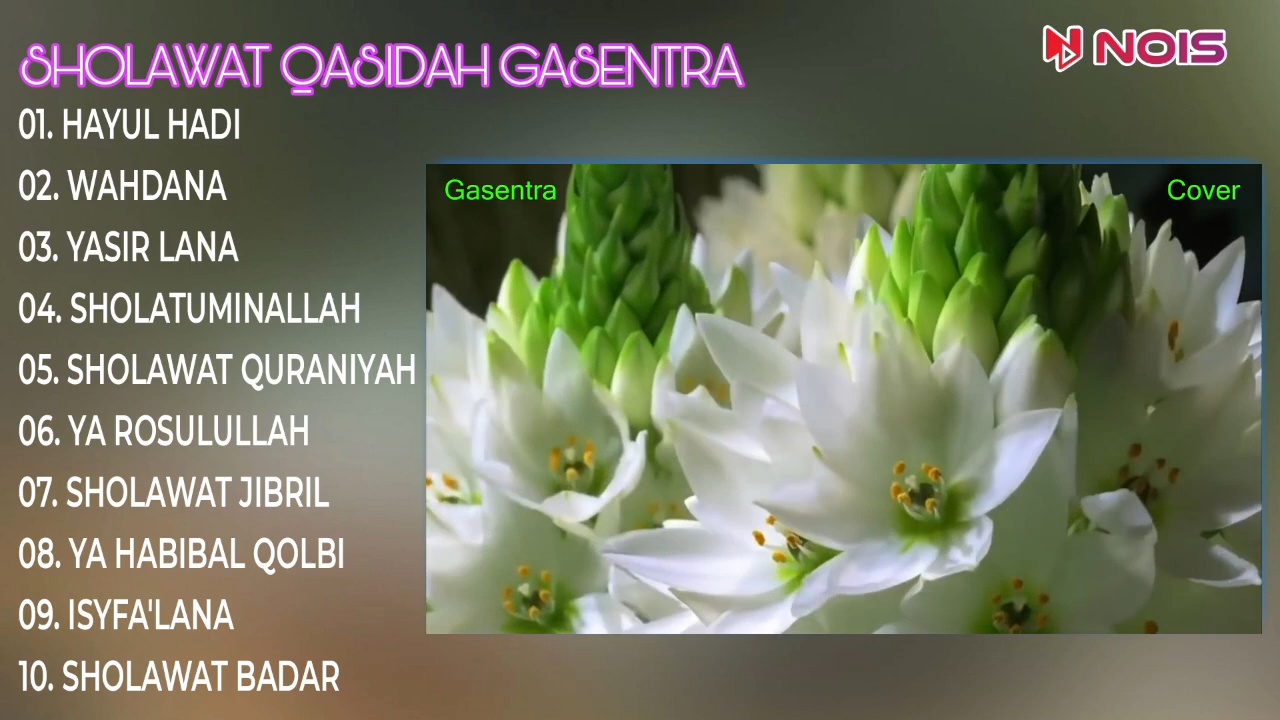 SHOLAWAT QASIDAH GASENTRA
NOIS
01. HAYUL HADI
02. WAHDANA
03. YASIR LANA
04. SHOLATUMINALLAH
05. SHOLAWAT QURANIYAH
06. YA ROSULULLAH
07. SHOLAWAT JIBRIL
08. YA HABIBAL QOLBI
09. ISYFA'LANA
10. SHOLAWAT BADAR
Gasentra
Cover